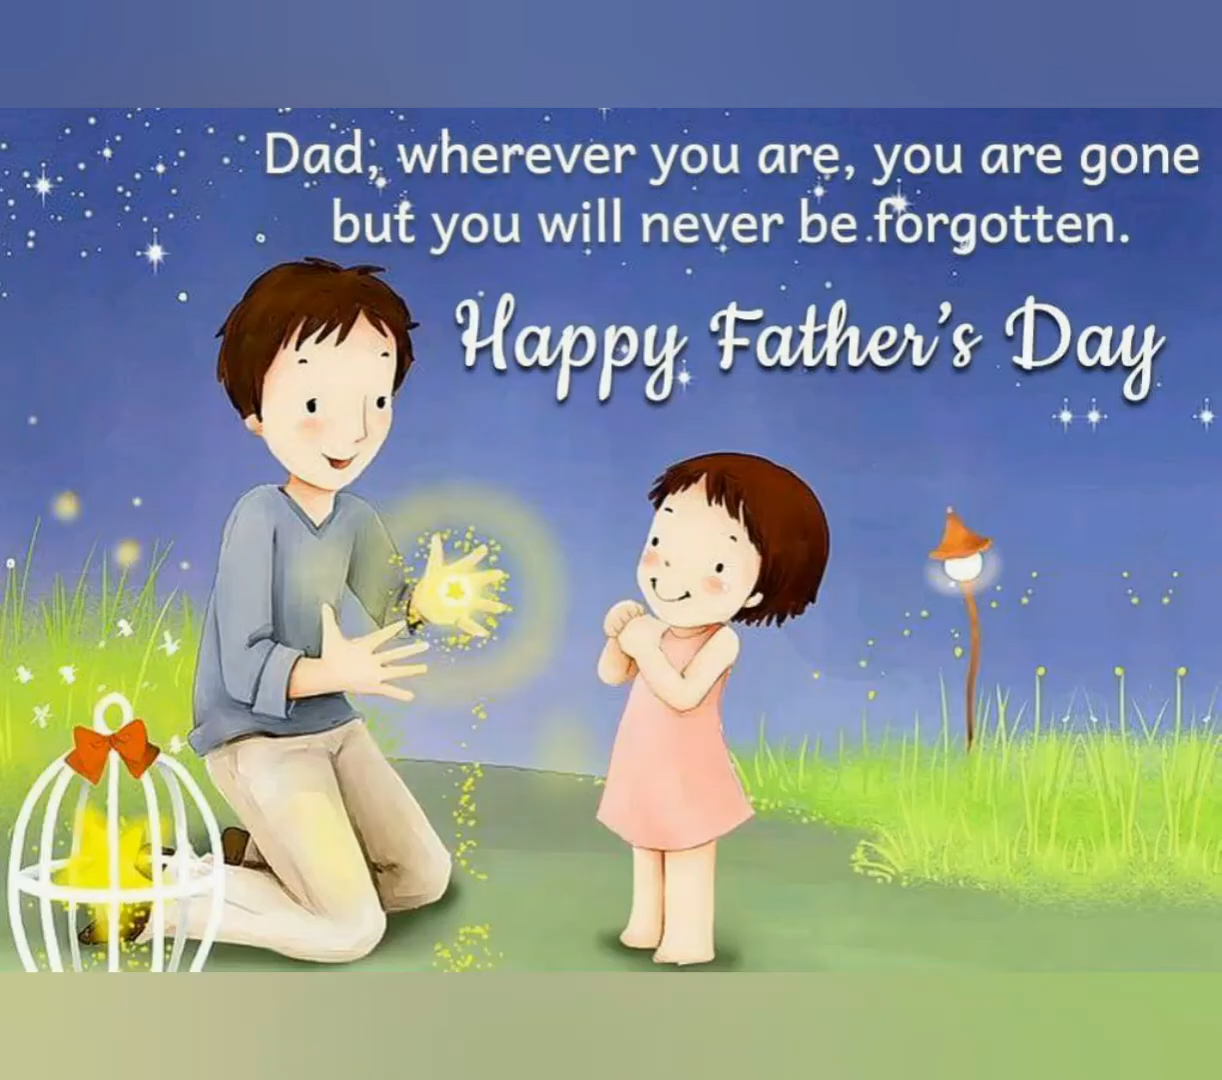 Dad, wherever you are, you are gone
but you will never be forgotten.
Happy Father's Day